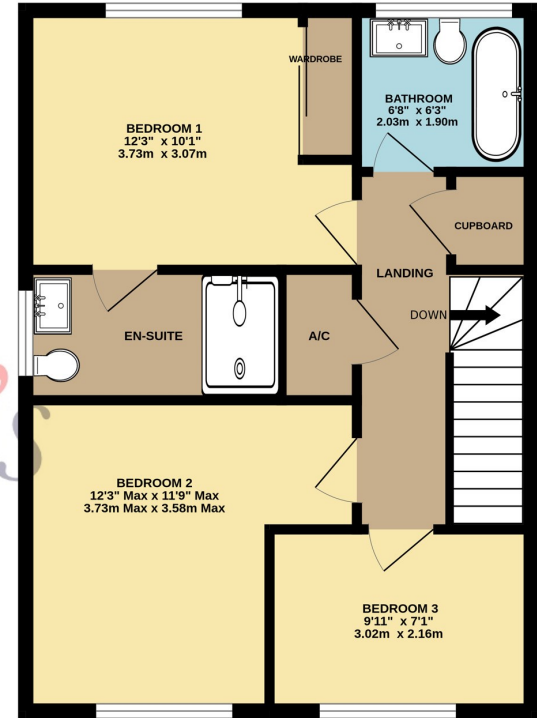 WARDROBE
BEDROOM 1
12'3" x 10'1"
3.73m x 3.07m
BATHROOM
6'8" x 6'3"
2.03m x 1.90m
CUPBOARD
LANDING
DOWN
EN-SUITE
A/C
BEDROOM 2
12'3" Max x 11'9" Max
3.73m Max x 3.58m Max
BEDROOM 3
9'11" x 7'1"
3.02m x 2.16m